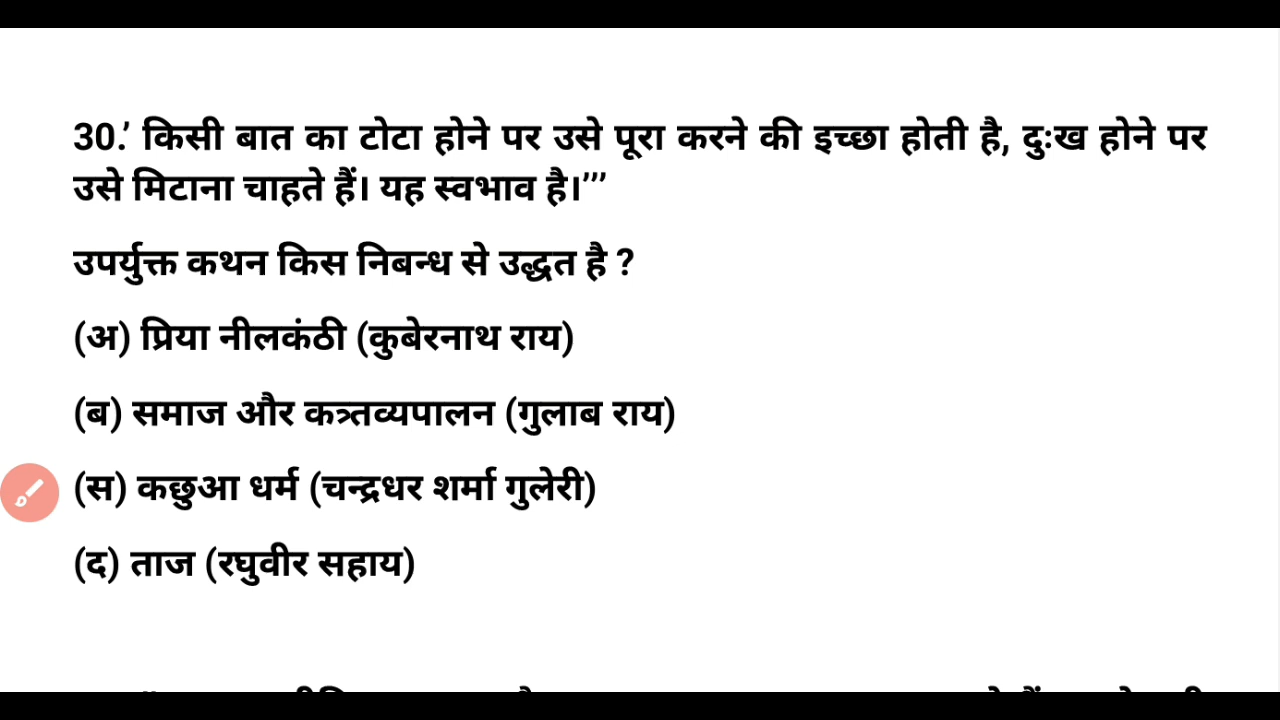 30.’ किसी बात का टोटा होने पर उसे पूरा करने की इच्छा होती है, दुःख होने पर
उसे मिटाना चाहते हैं। यह स्वभाव है।’’’
उपर्युक्त कथन किस निबन्ध से उद्धत है ?
(अ) प्रिया नीलकंठी (कुबेरनाथ राय)
(ब) समाज और कत्र्तव्यपालन (गुलाब राय)
(स) कछुआ धर्म (चन्द्रधर शर्मा गुलेरी)
(द) ताज (रघुवीर सहाय)